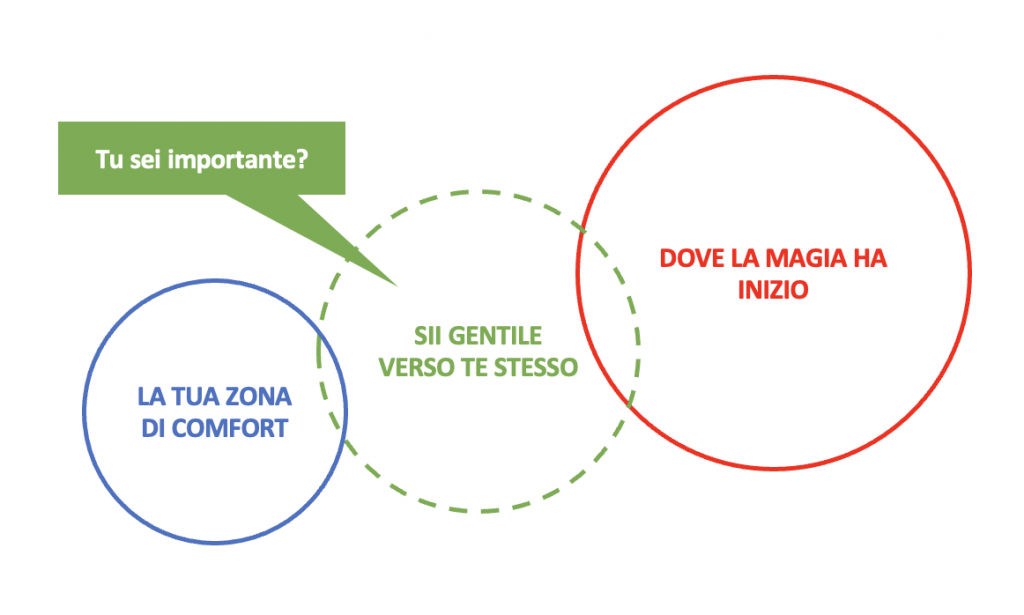 Tu sei importante?
LA TUA ZONA
DI COMFORT
SII GENTILE
VERSO TE STESSO
DOVE LA MAGIA HA
INIZIO